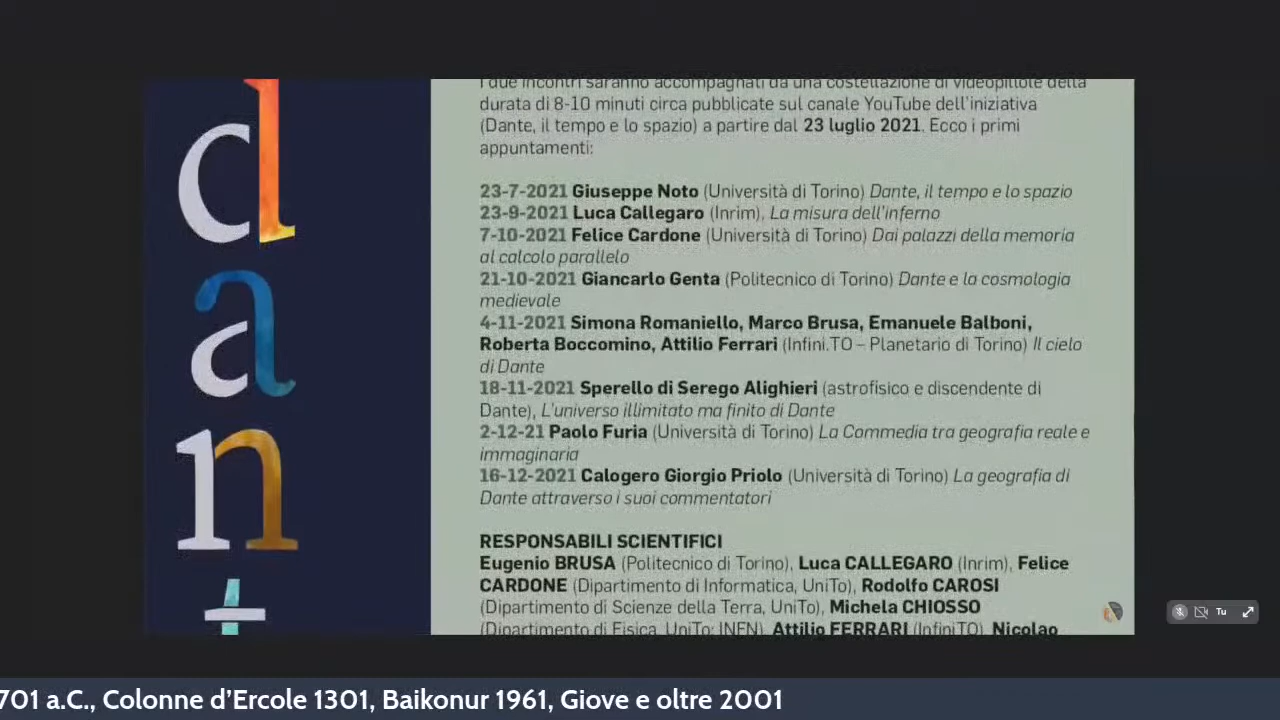 d
a
n
t
I due incontri saranno accompagnati da una costellazione di videopillole della
durata di 8-10 minuti circa pubblicate sul canale YouTube dell'iniziativa
(Dante, il tempo e lo spazio) a partire dal 23 luglio 2021. Ecco i primi
appuntamenti:
23-7-2021 Giuseppe Noto (Università di Torino) Dante, il tempo e lo spazio
23-9-2021 Luca Callegaro (Inrim), La misura dell'inferno
7-10-2021 Felice Cardone (Università di Torino) Dai palazzi della memoria
al calcolo parallelo
21-10-2021 Giancarlo Genta (Politecnico di Torino) Dante e la cosmologia
medievale
4-11-2021 Simona Romaniello, Marco Brusa, Emanuele Balboni,
Roberta Boccomino, Attilio Ferrari (Infini.TO – Planetario di Torino) Il cielo
di Dante
18-11-2021 Sperello di Serego Alighieri (astrofisico e discendente di
Dante), L'universo illimitato ma finito di Dante
2-12-21 Paolo Furia (Università di Torino) La Commedia tra geografia reale e
immaginaria
16-12-2021 Calogero Giorgio Priolo (Università di Torino) La geografia di
Dante attraverso i suoi commentatori
RESPONSABILI SCIENTIFICI
Eugenio BRUSA (Politecnico di Torino), Luca CALLEGARO (Inrim), Felice
CARDONE (Dipartimento di Informatica, UniTo), Rodolfo CAROSI
(Dipartimento di Scienze della Terra, UniTo), Michela CHIOSSO
(Dipartimento di Fisica, UniTo; INFN), Attilio FERRARI (InfiniTO), Nicolao
Tu
701 a.C., Colonne d'Ercole 1301, Baikonur 1961, Giove e oltre 2001